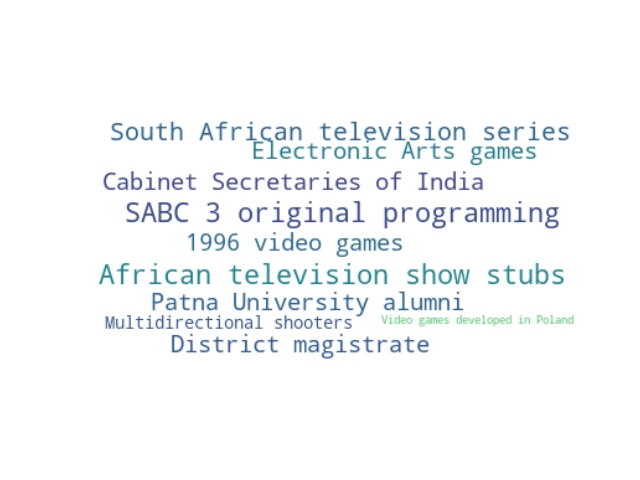 South African television series
Electronic Arts games
Cabinet Secretaries of India
SABC 3 original programming
1996 video games
African television show stubs
Patna University alumni
Multidirectional shooters
Video games developed in Poland
District magistrate